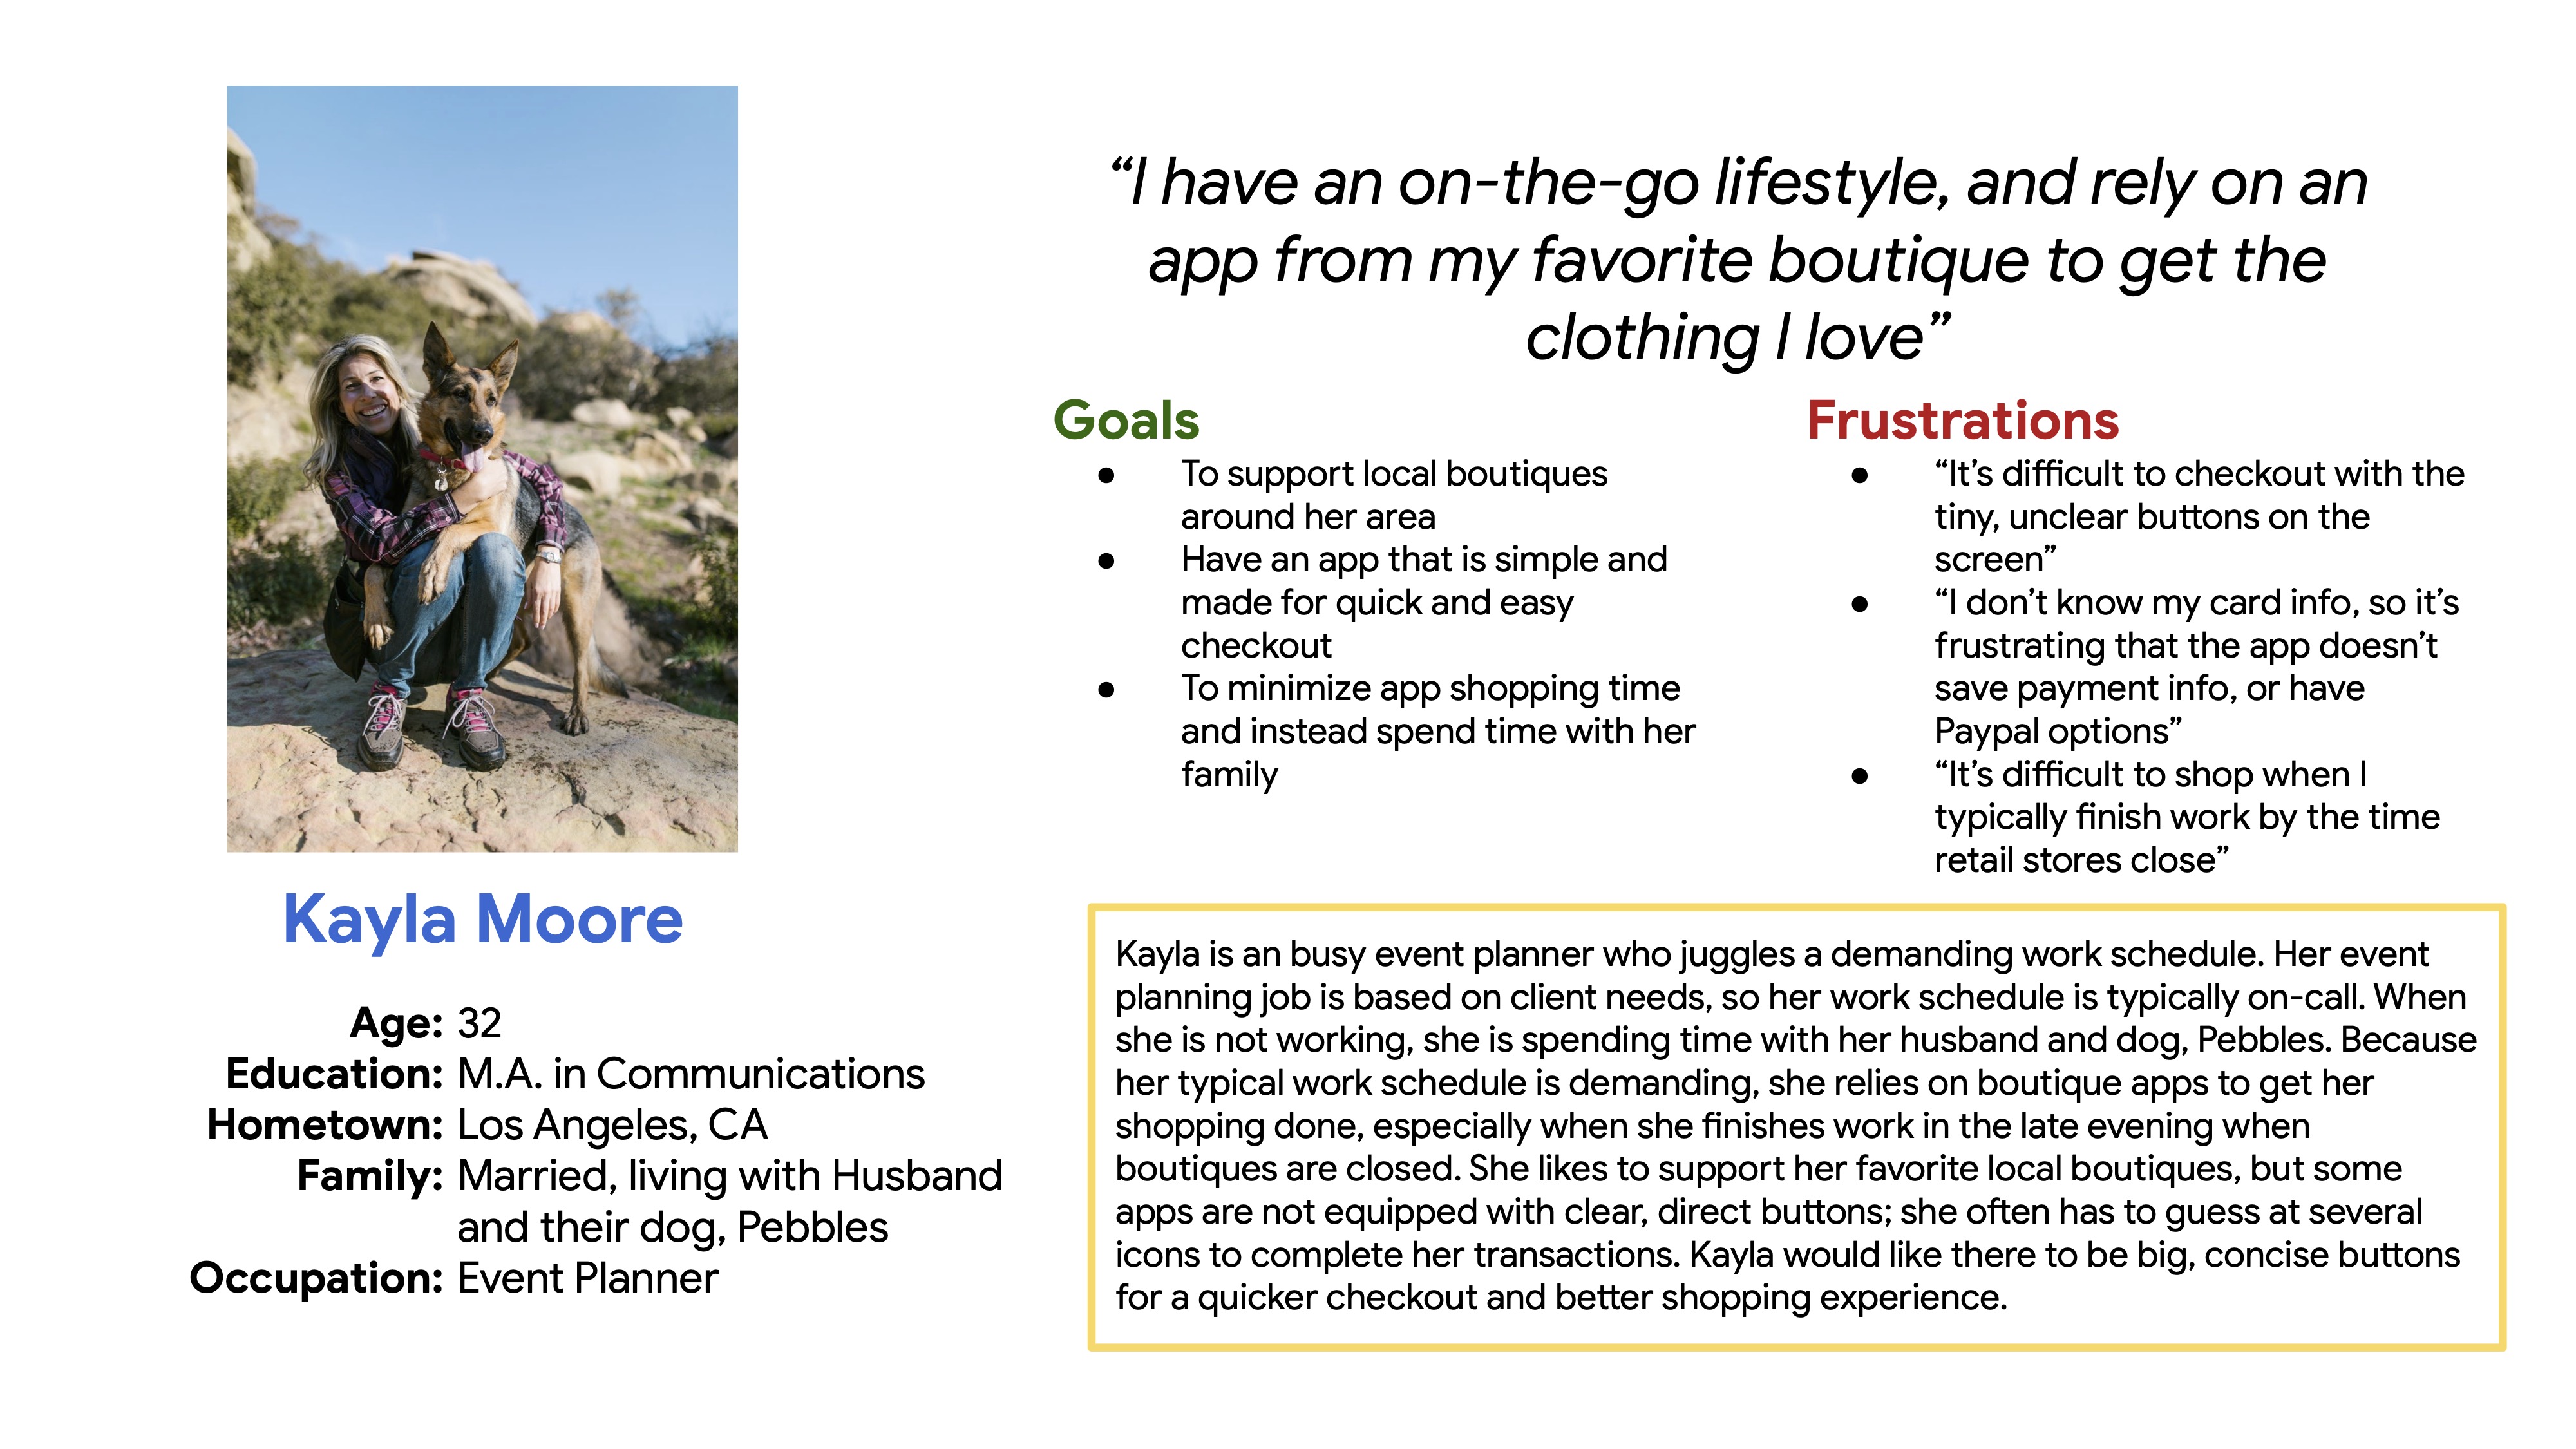 “I have an on-the-go lifestyle, and rely on an
app from my favorite boutique to get the
clothing I love”
Goals
● To support local boutiques
around her area
● Have an app that is simple and
made for quick and easy
checkout
● To minimize app shopping time
and instead spend time with her
family
Frustrations
● “It’s difficult to checkout with the
tiny, unclear buttons on the
screen”
● “I don’t know my card info, so it’s
frustrating that the app doesn’t
save payment info, or have
Paypal options”
● “It’s difficult to shop when I
typically finish work by the time
retail stores close”
Kayla Moore
Age: 32
Education: M.A. in Communications
Hometown: Los Angeles, CA
Family: Married, living with Husband
and their dog, Pebbles
Occupation: Event Planner
Kayla is an busy event planner who juggles a demanding work schedule. Her event
planning job is based on client needs, so her work schedule is typically on-call. When
she is not working, she is spending time with her husband and dog, Pebbles. Because
her typical work schedule is demanding, she relies on boutique apps to get her
shopping done, especially when she finishes work in the late evening when
boutiques are closed. She likes to support her favorite local boutiques, but some
apps are not equipped with clear, direct buttons; she often has to guess at several
icons to complete her transactions. Kayla would like there to be big, concise buttons
for a quicker checkout and better shopping experience.